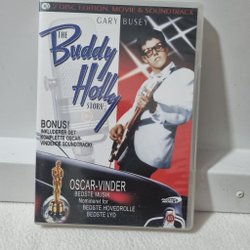 2 DISC EDITION, MOVIE & SOUNDTRACK
GARY BUSEY
THE
Buddy
Holly
STORY
BONUS!
INKLUDERER DET
KOMPLETTE OSCAR-
VINDENDE SOUNDTRACK!
OSCAR-VINDER
BEDSTE MUSIK
Nomineret for
BEDSTE HOVEDROLLE
BEDSTE LYD